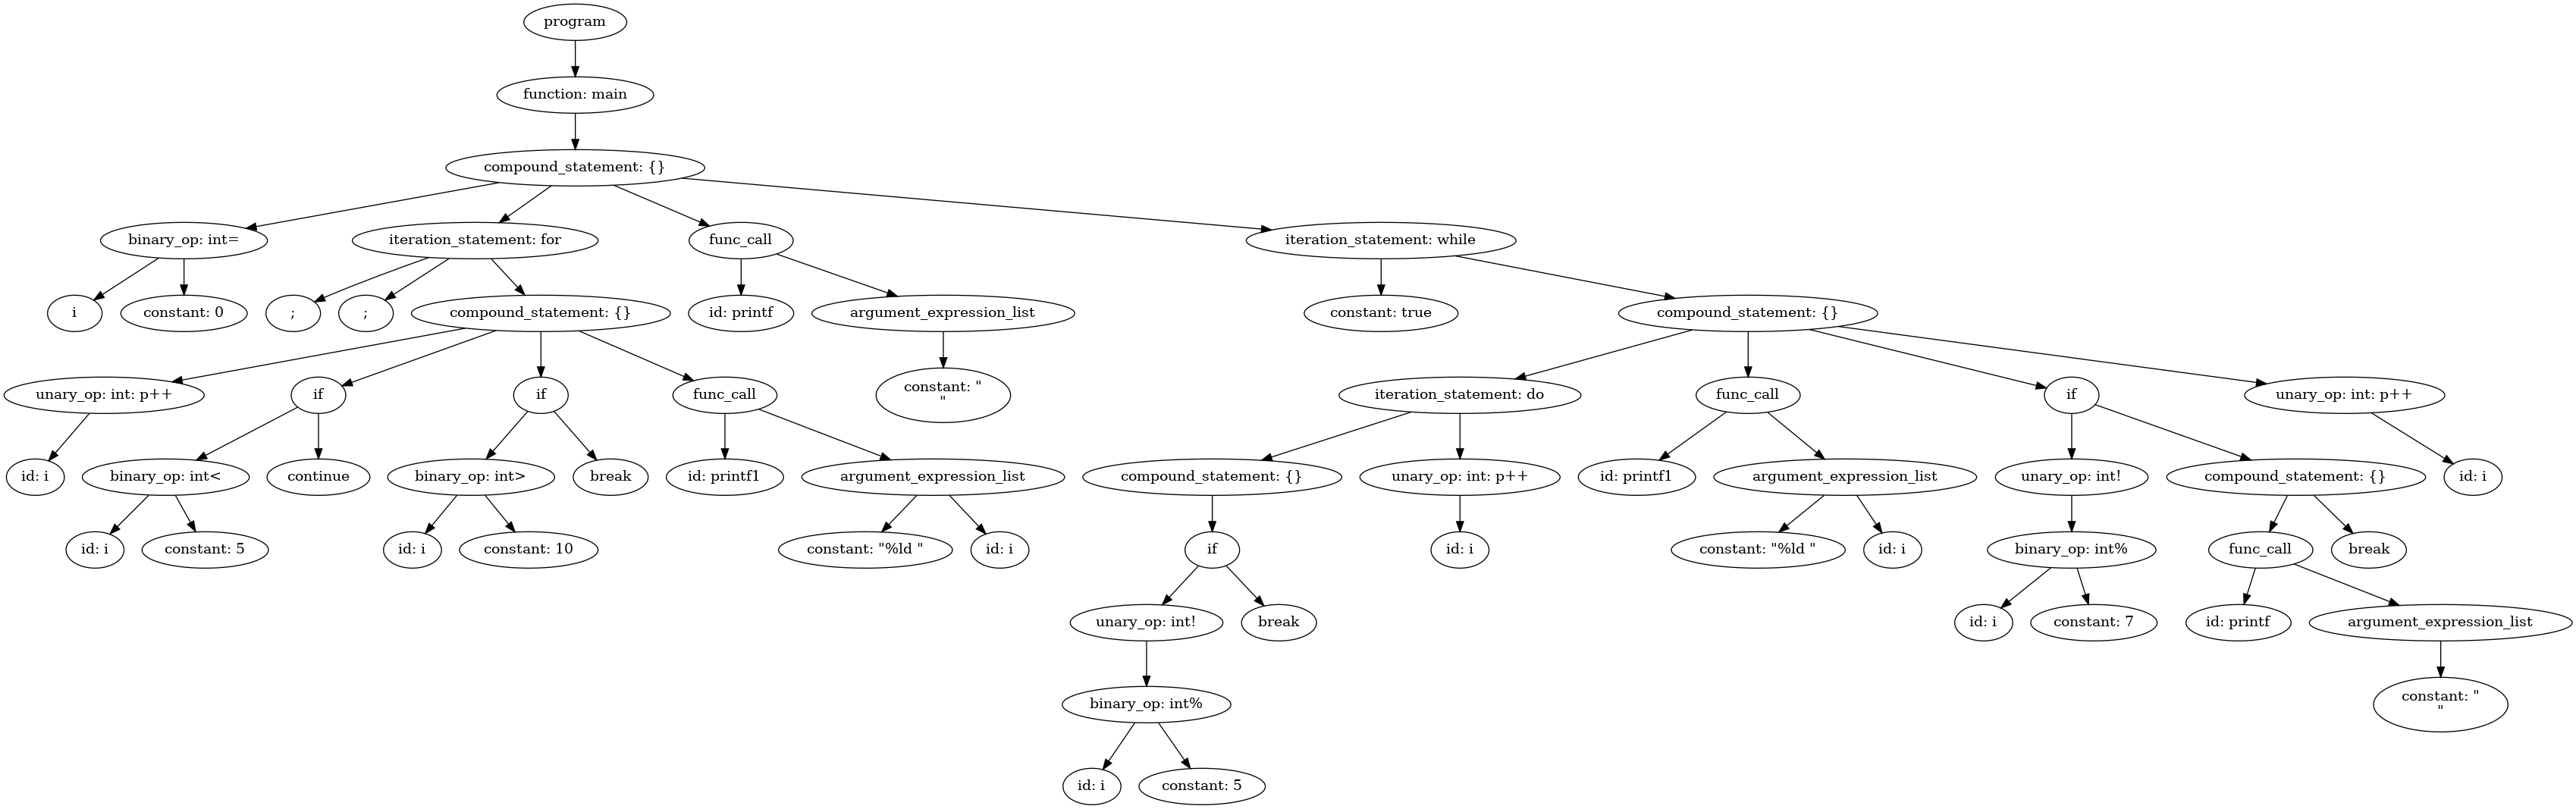 program
function: main
compound_statement: {}
binary_op: int=
iteration_statement: for
func_call
iteration_statement: while
i
constant: 0
;
;
compound_statement: {}
id: printf
argument_expression_list
constant: true
compound_statement: {}
unary_op: int: p++
if
if
func_call
constant: "
"
iteration_statement: do
func_call
if
unary_op: int: p++
id: i
binary_op: int<
continue
binary_op: int>
break
id: printf1
argument_expression_list
compound_statement: {}
unary_op: int: p++
id: printf1
argument_expression_list
unary_op: int!
compound_statement: {}
id: i
id: i
constant: 5
id: i
constant: 10
constant: "%ld "
id: i
if
id: i
constant: "%ld "
id: i
binary_op: int%
func_call
break
unary_op: int!
break
id: i
constant: 7
id: printf
argument_expression_list
binary_op: int%
constant: "
"
id: i
constant: 5